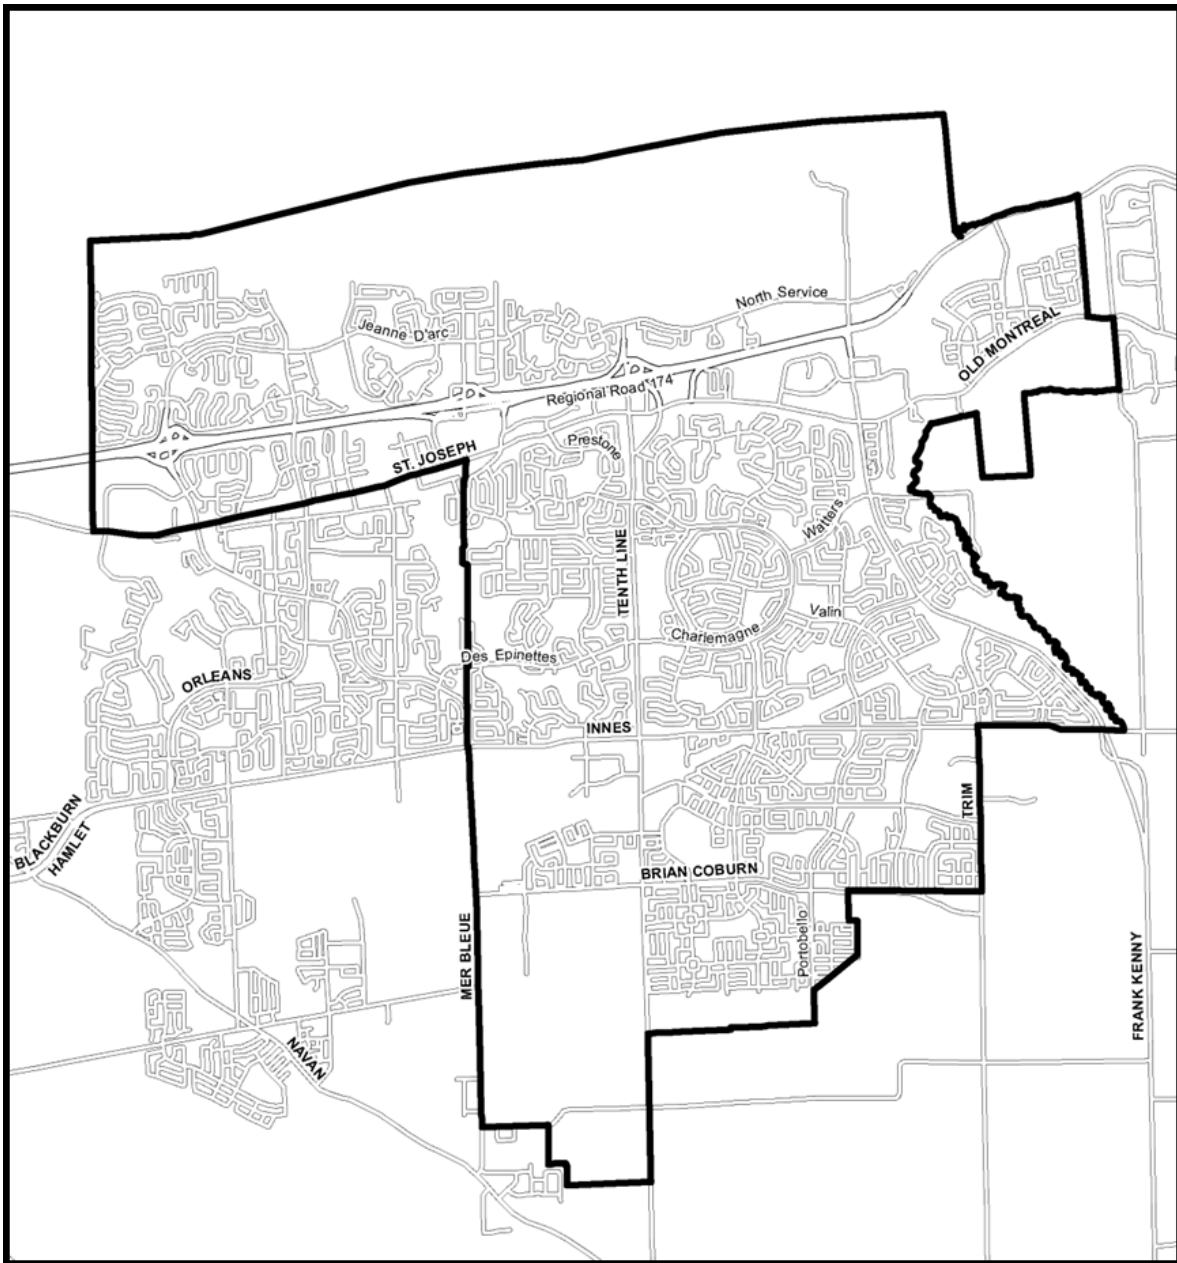 North Service
Jeanne D'arc
OLD MONTREAL
Regional Road 174
Prestone
ST. JOSEPH
Watters
TENTH LINE
Valin
Charlemagne
Des Epinettes
ORLEANS
INNES
TRIM
BLACKBURN
HAMLET
BRIAN COBURN
Portobello
MER BLEUE
FRANK KENNY
NAVAN